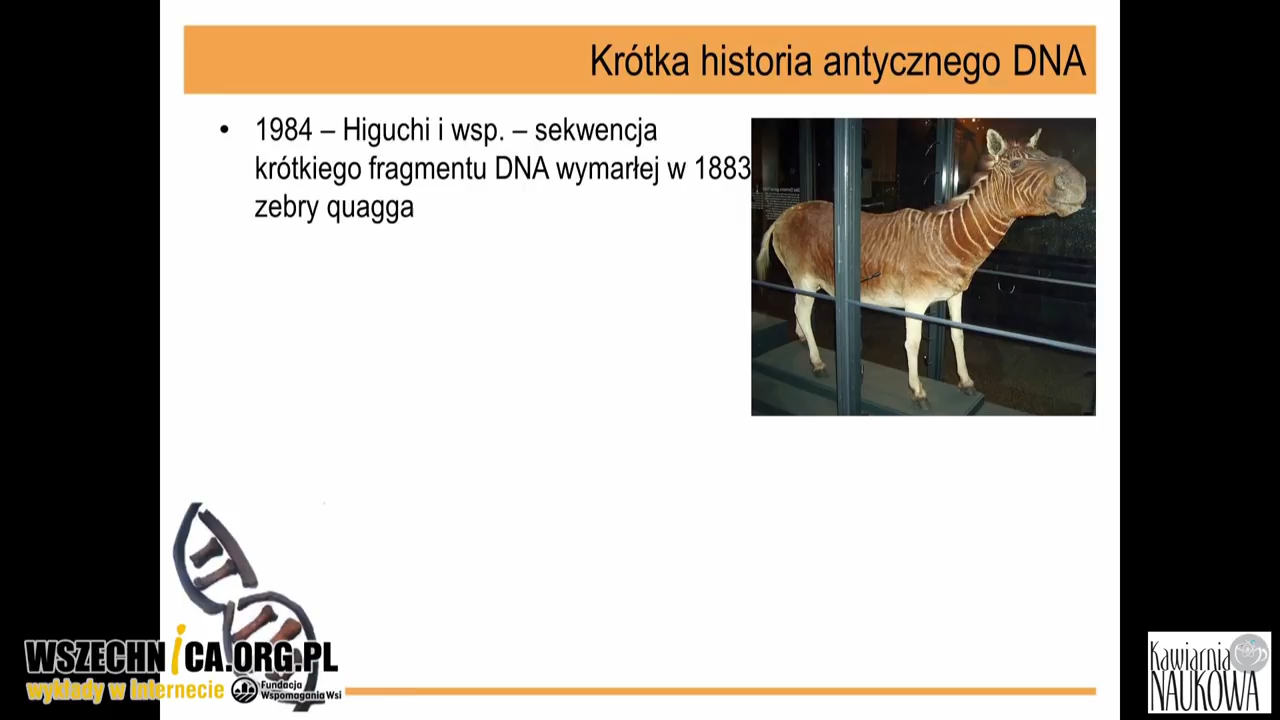 Krótka historia antycznego DNA
• 1984 – Higuchi i wsp. – sekwencja
krótkiego fragmentu DNA wymarłej w 1883
zebry quagga
WSZECHNiCA.ORG.PL
wykłady w internecie
Fundacja
Wspomagania Wsi
Kawiarnia
NAUKOWA